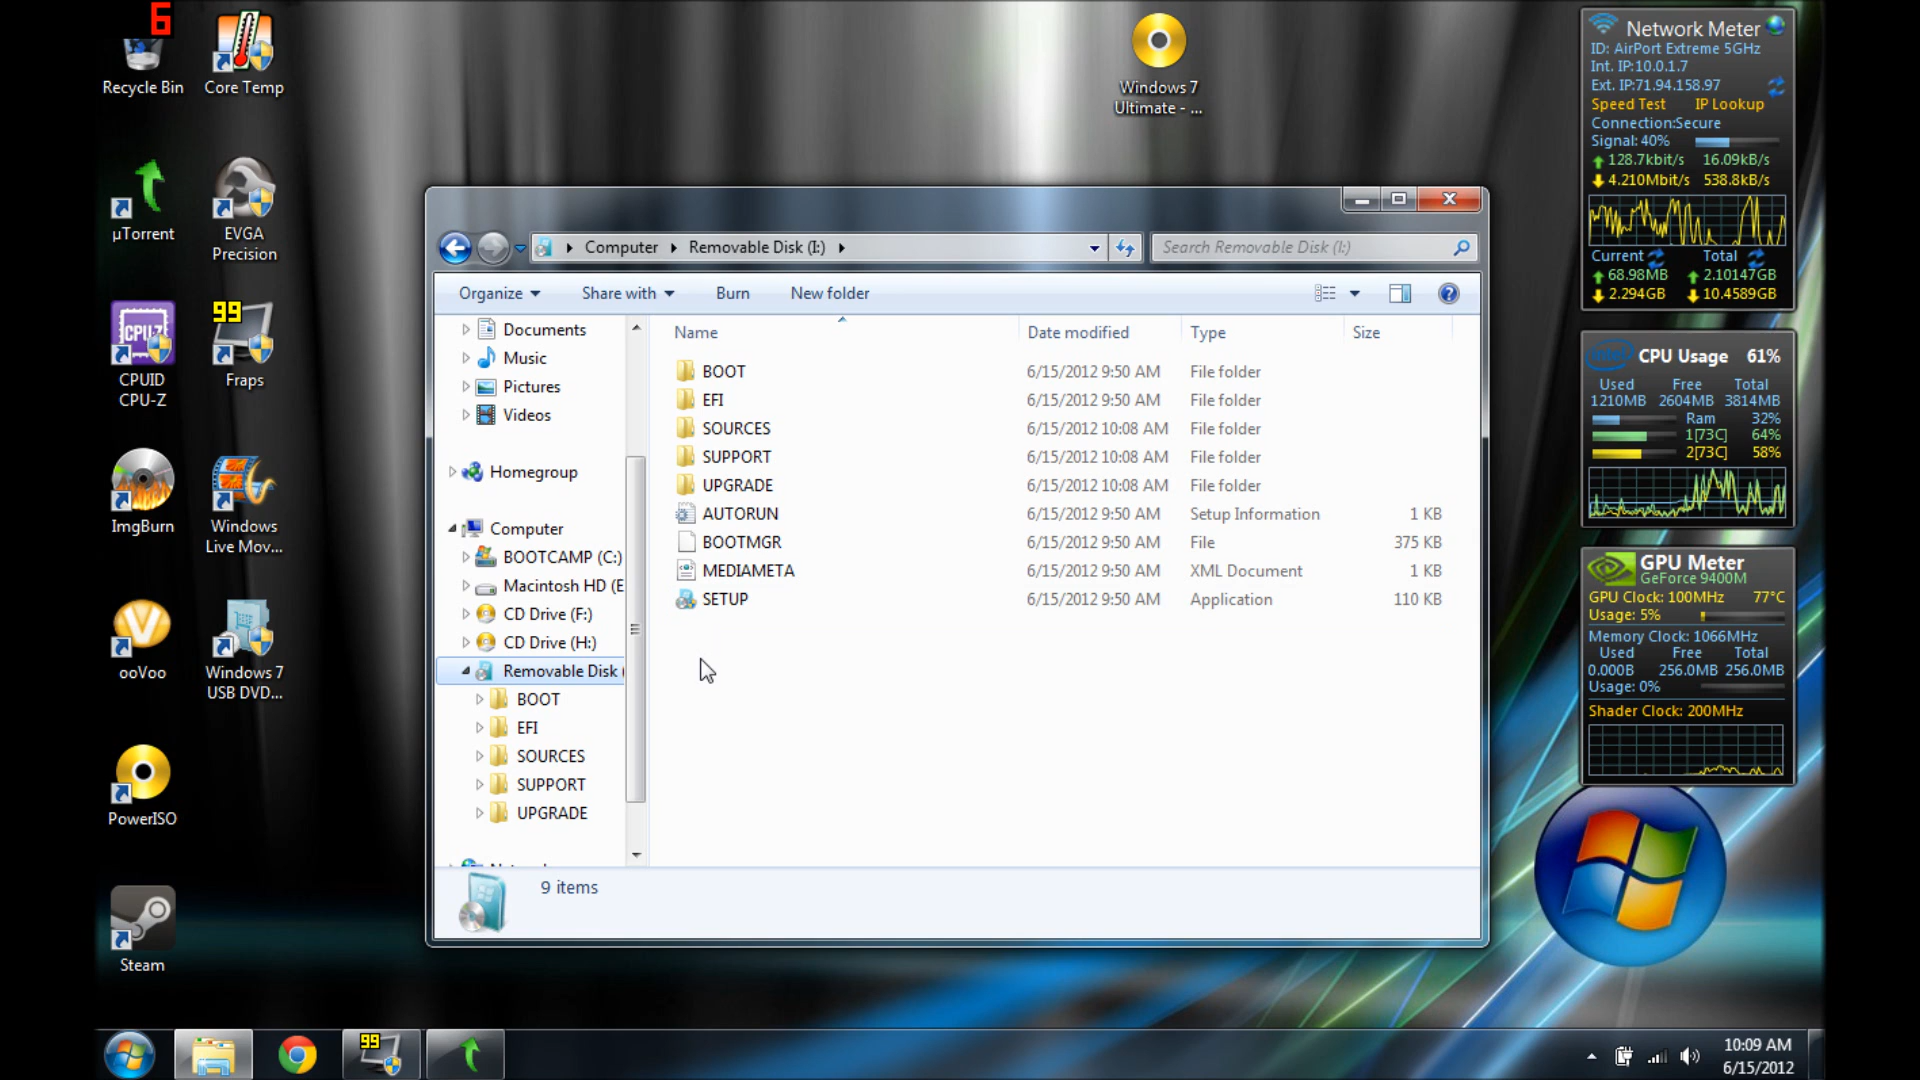 6
Recycle Bin
Core Temp
µTorrent
EVGA
Precision
CPU-Z
CPUID
CPU-Z
99
Fraps
ImgBurn
Windows
Live Mov...
ooVoo
Windows 7
USB DVD...
PowerISO
Steam
Windows 7
Ultimate - ...
Computer Removable Disk (I:)
Search Removable Disk (I:)
Organize Share with Burn New folder
Documents
Music
Pictures
Videos
Homegroup
Computer
BOOTCAMP (C:)
Macintosh HD (E
CD Drive (F:)
CD Drive (H:)
Removable Disk (
BOOT
EFI
SOURCES
SUPPORT
UPGRADE
Name Date modified Type Size
BOOT 6/15/2012 9:50 AM File folder
EFI 6/15/2012 9:50 AM File folder
SOURCES 6/15/2012 10:08 AM File folder
SUPPORT 6/15/2012 10:08 AM File folder
UPGRADE 6/15/2012 10:08 AM File folder
AUTORUN 6/15/2012 9:50 AM Setup Information 1 KB
BOOTMGR 6/15/2012 9:50 AM File 375 KB
MEDIAMETA 6/15/2012 9:50 AM XML Document 1 KB
SETUP 6/15/2012 9:50 AM Application 110 KB
9 items
Network Meter
ID: AirPort Extreme 5GHz
Int. IP:10.0.1.7
Ext. IP:71.94.158.97
Speed Test IP Lookup
Connection:Secure
Signal: 40%
128.7kbit/s 16.09kB/s
4.210Mbit/s 538.8kB/s
Current Total
68.98MB 2.10147GB
2.294GB 10.4589GB
intel CPU Usage 61%
Used Free Total
1210MB 2604MB 3814MB
Ram 32%
1[73C] 64%
2[73C] 58%
GPU Meter
GeForce 9400M
GPU Clock: 100MHz 77°C
Usage: 5%
Memory Clock: 1066MHz
Used Free Total
0.000B 256.0MB 256.0MB
Usage: 0%
Shader Clock: 200MHz
99
10:09 AM
6/15/2012